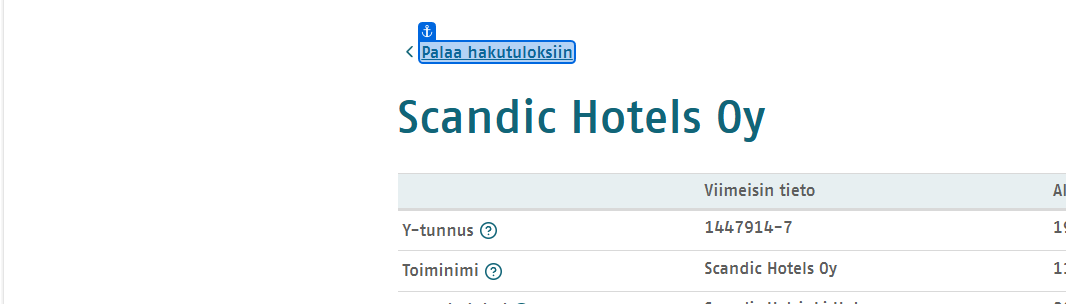 Palaa hakutuloksiin
Scandic Hotels Oy
Viimeisin tieto
Y-tunnus 1447914-7
Toiminimi Scandic Hotels Oy